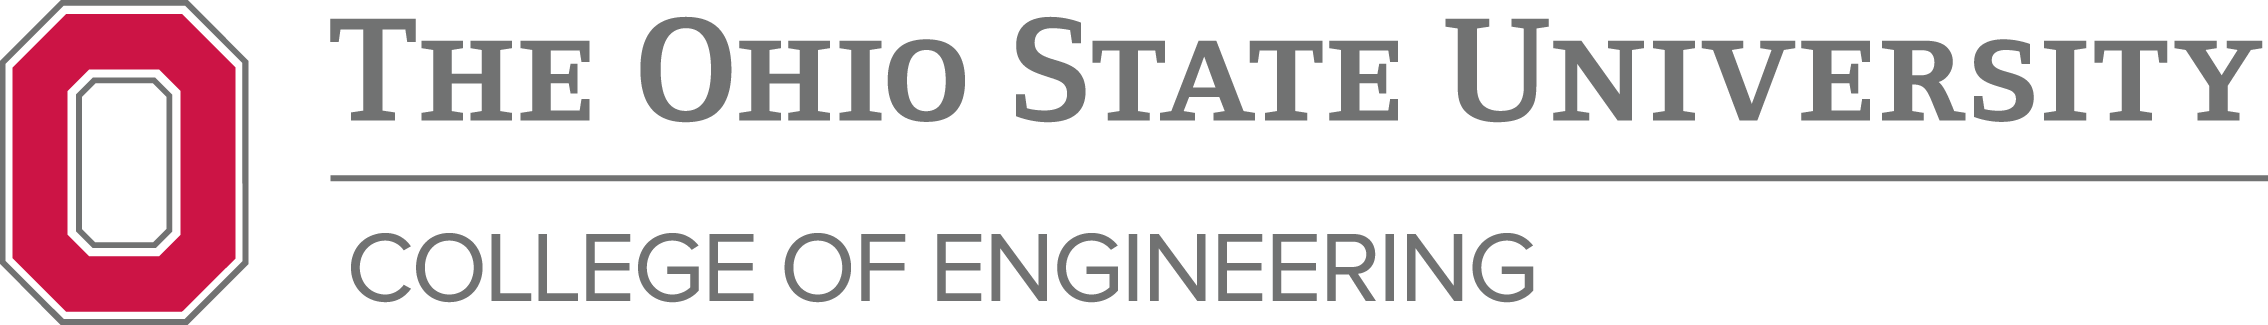 THE OHIO STATE UNIVERSITY
COLLEGE OF ENGINEERING